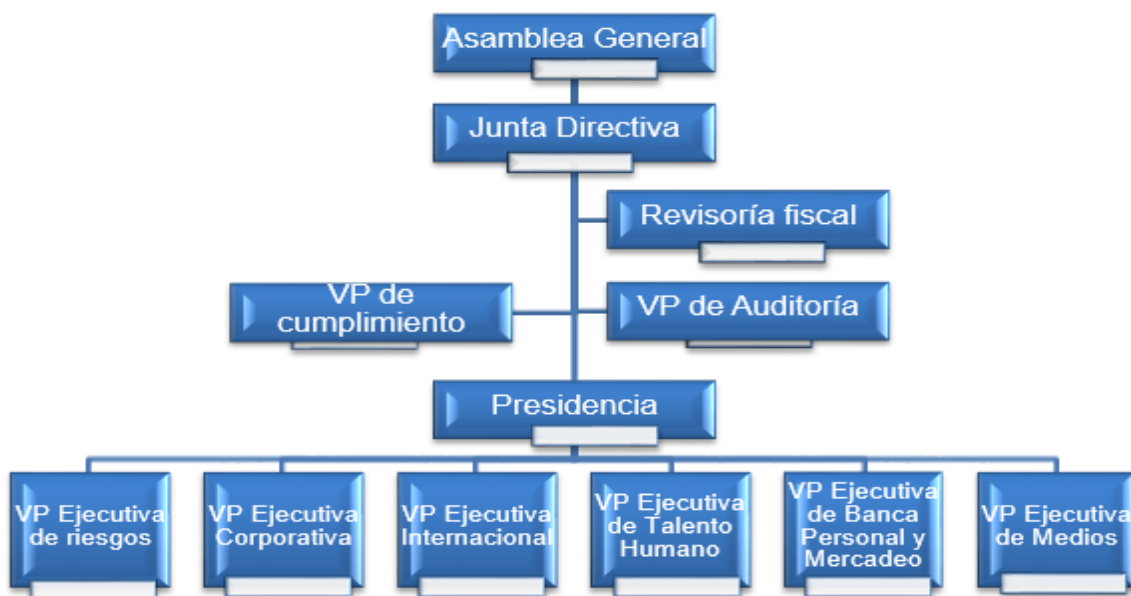 Asamblea General
Junta Directiva
Revisoría fiscal
VP de
cumplimiento
VP de Auditoría
Presidencia
VP Ejecutiva
de riesgos
VP Ejecutiva
Corporativa
VP Ejecutiva
Internacional
VP Ejecutiva
de Talento
Humano
VP Ejecutiva
de Banca
Personal y
Mercadeo
VP Ejecutiva
de Medios